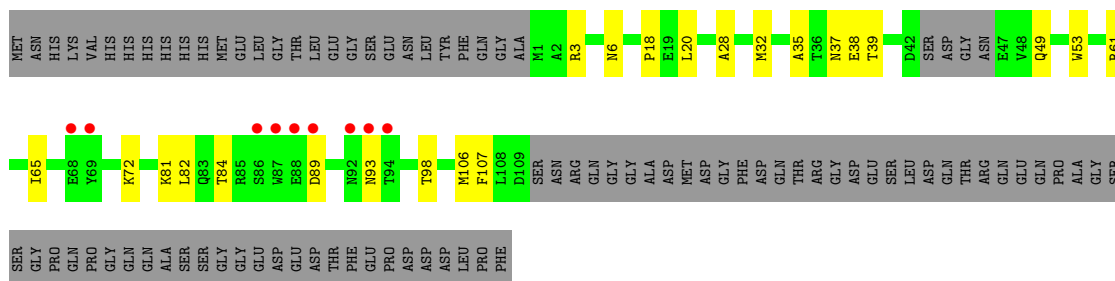 MET ASN HIS LYS VAL HIS HIS HIS HIS HIS HIS MET GLU LEU GLY THR LEU GLU GLY SER GLU ASN LEU TYR PHE GLN GLY ALA M1 A2 R3 N6 P18 E19 L20 A28 M32 A35 T36 N37 E38 T39 D42 SER ASP GLY ASN E47 V48 Q49 W53 R61
I65 E68 Y69 K72 K81 L82 Q83 T84 R85 S86 W87 E88 D89 N92 N93 T94 T98 M106 F107 L108 D109 SER ASN ARG GLN GLY GLY ALA ASP MET ASP GLY PHE ASP GLN THR ARG GLY ASP GLU SER LEU ASP GLN THR ARG GLN GLU GLN PRO ALA GLY SER
SER GLY PRO GLN PRO GLY GLN GLN ALA SER SER GLY GLY GLU ASP GLU ASP THR PHE GLU PRO ASP ASP ASP LEU PRO PHE